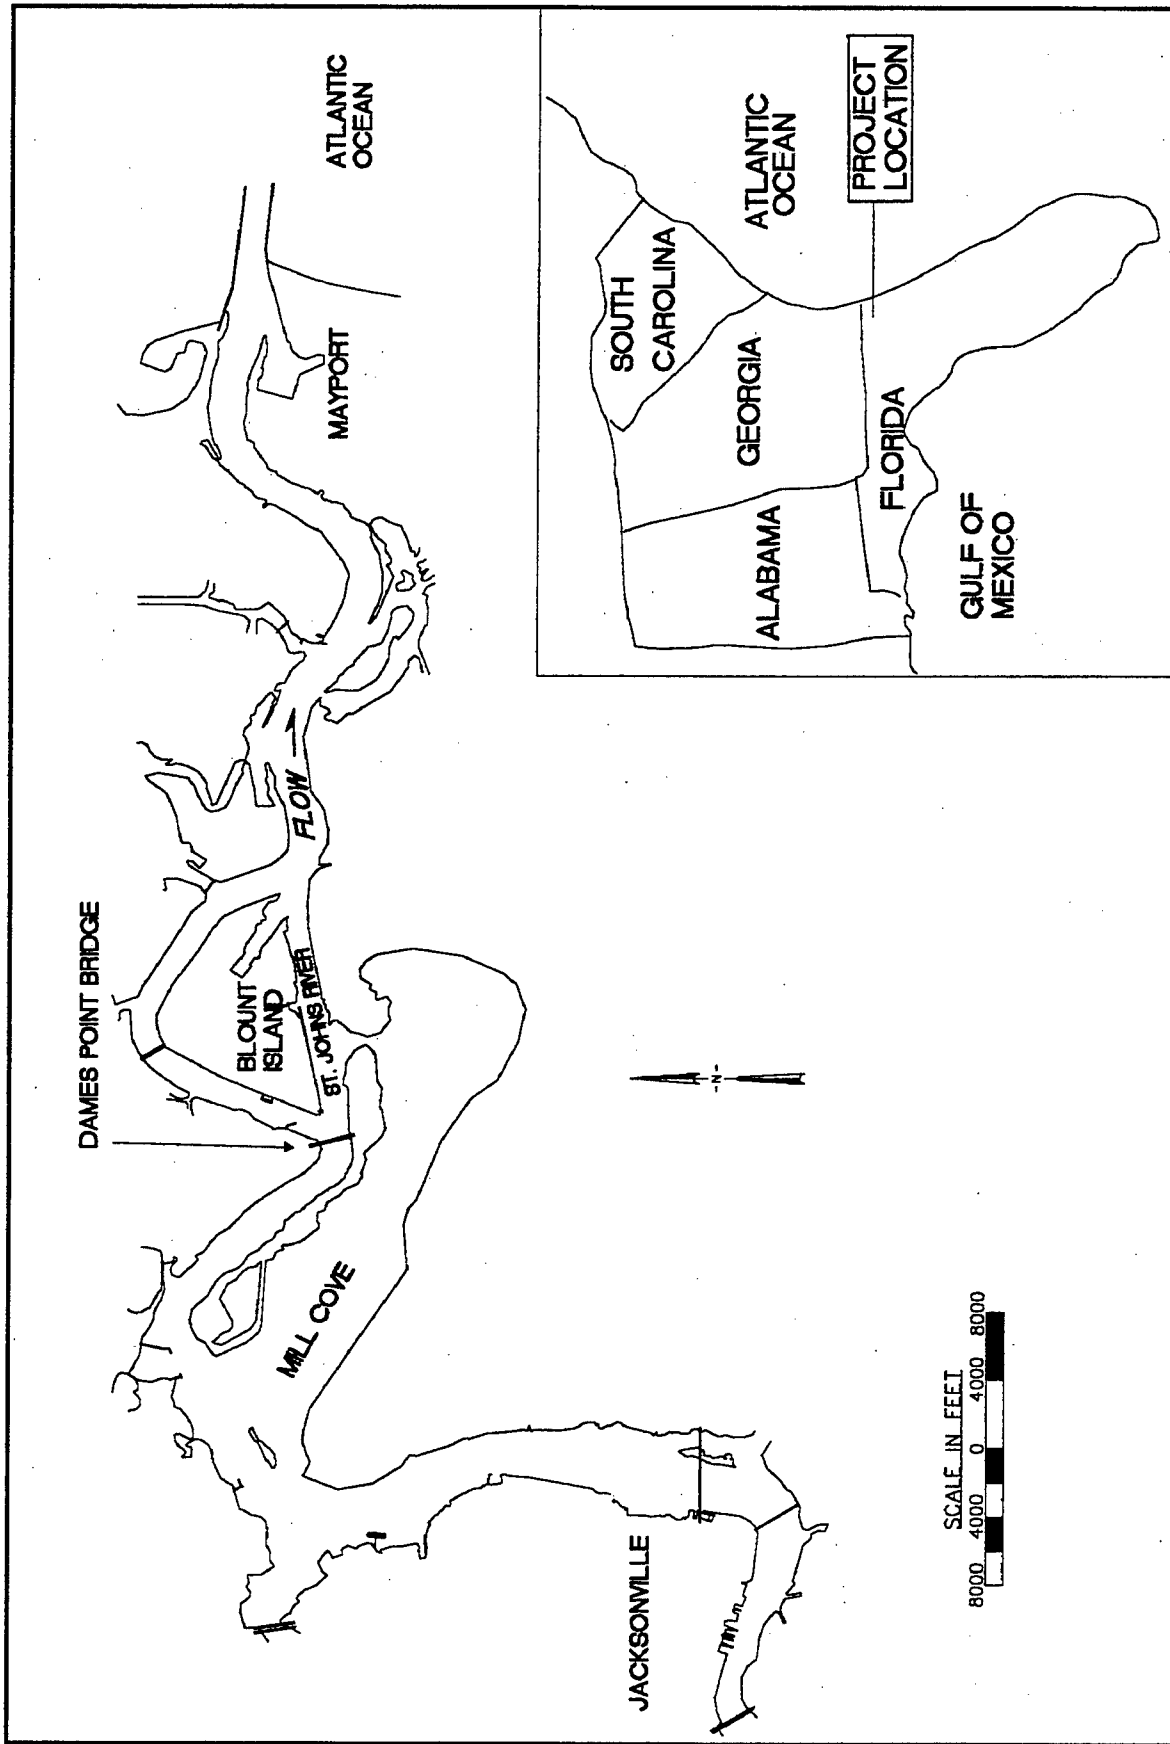 DAMES POINT BRIDGE
ATLANTIC
OCEAN
MAYPORT
FLOW
BLOUNT
ISLAND
ST. JOHNS RIVER
MILL COVE
JACKSONVILLE
-N-
SCALE IN FEET
8000 4000 0 4000 8000
SOUTH
CAROLINA
GEORGIA
ALABAMA
FLORIDA
ATLANTIC
OCEAN
GULF OF
MEXICO
PROJECT
LOCATION